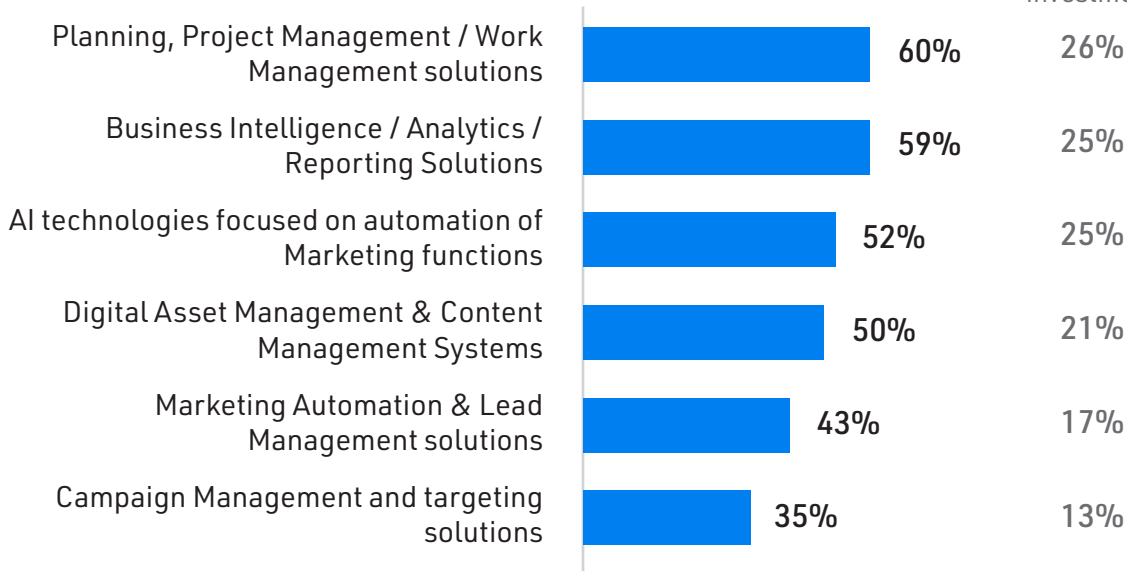 Planning, Project Management / Work
Management solutions
60%
26%
Business Intelligence / Analytics /
Reporting Solutions
59%
25%
AI technologies focused on automation of
Marketing functions
52%
25%
Digital Asset Management & Content
Management Systems
50%
21%
Marketing Automation & Lead
Management solutions
43%
17%
Campaign Management and targeting
solutions
35%
13%